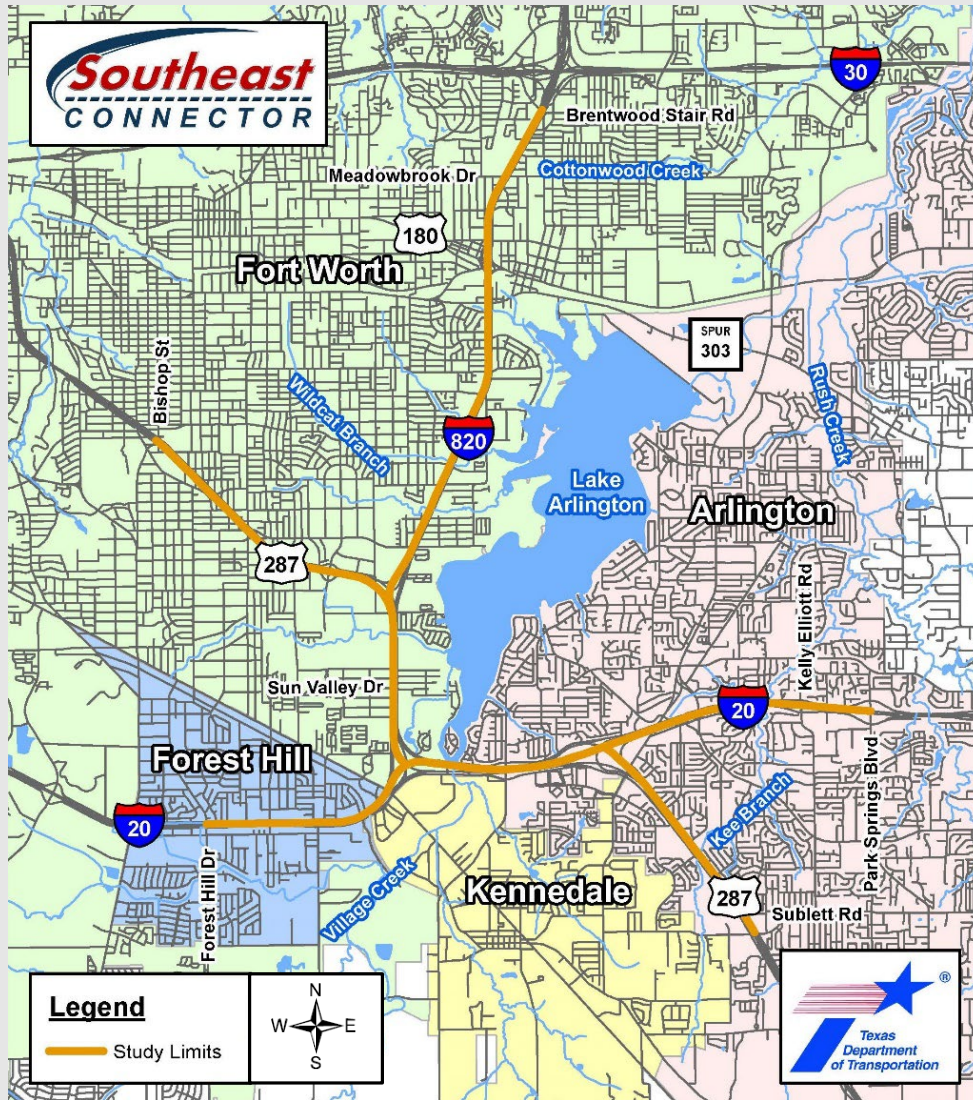 Southeast
CONNECTOR
30
Brentwood Stair Rd
Cottonwood Creek
Meadowbrook Dr
180
Fort Worth
SPUR
303
Bishop St
Wildcat Branch
Rush Creek
820
Lake
Arlington
Arlington
287
Kelly Elliott Rd
Sun Valley Dr
20
Forest Hill
20
Park Springs Blvd
Kee Branch
Forest Hill Dr
Village Creek
Kennedale
287
Sublett Rd
Legend
Study Limits
N
W E
S
®
Texas
Department
of Transportation